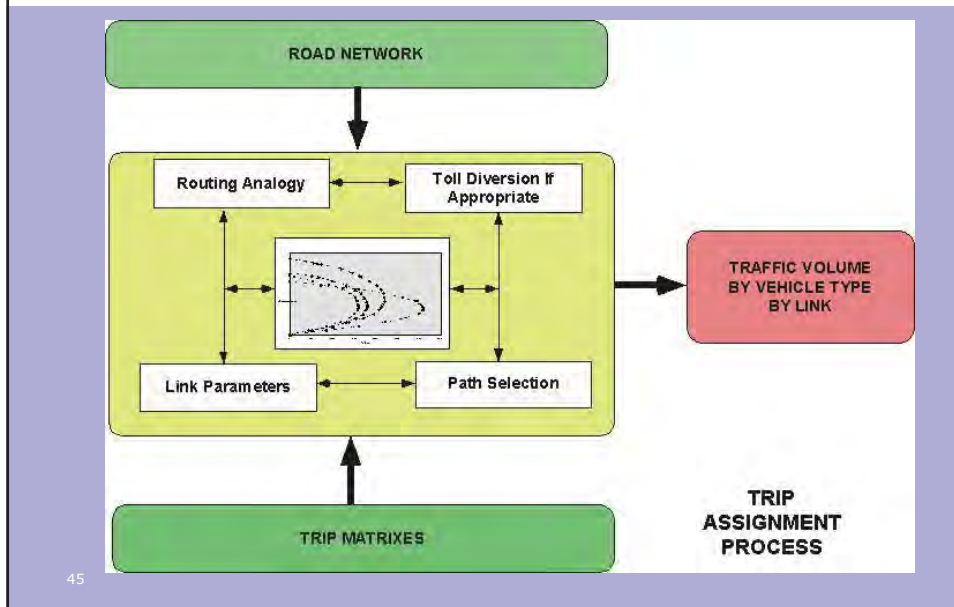 ROAD NETWORK
Routing Analogy
Toll Diversion If
Appropriate
TRAFFIC VOLUME
BY VEHICLE TYPE
BY LINK
Link Parameters
Path Selection
TRIP MATRIXES
TRIP
ASSIGNMENT
PROCESS
45